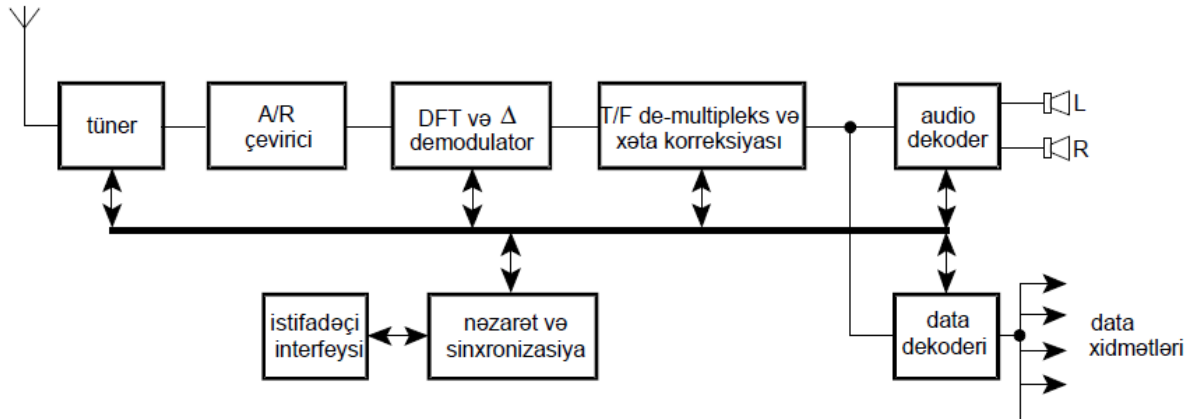 tüner
A/R
çevirici
DFT və Δ
demodulator
T/F de-multipleks və
xəta korreksiyası
audio
dekoder
L
R
istifadəçi
interfeysi
nəzarət və
sinxronizasiya
data
dekoderi
data
xidmətləri